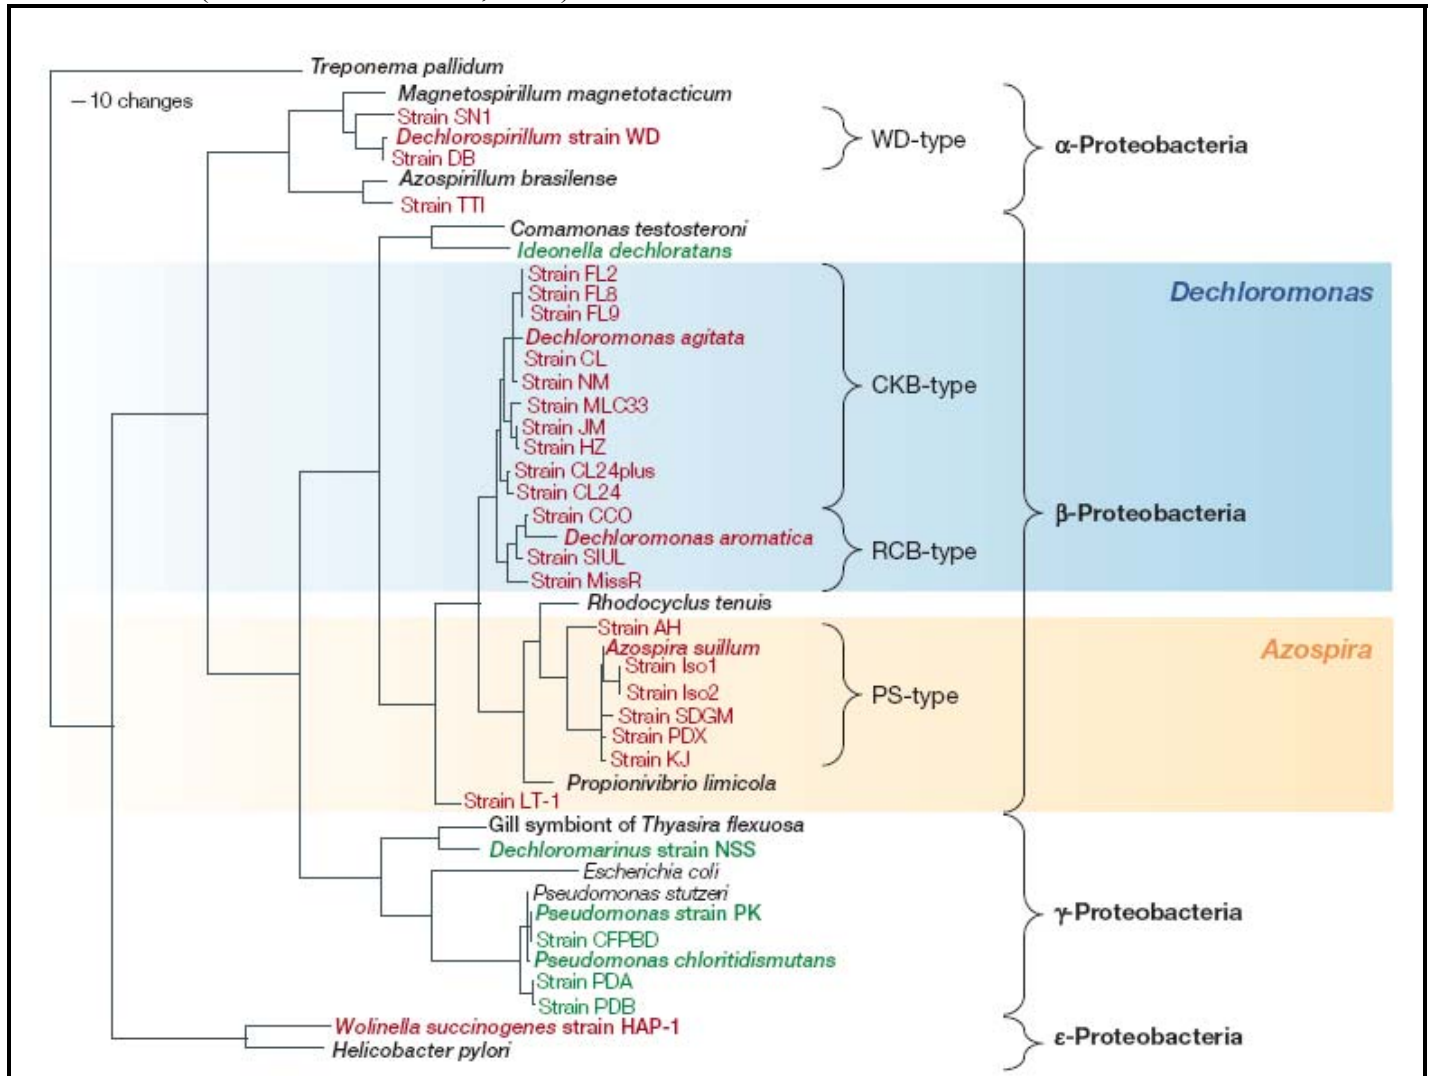 Treponema pallidum
– 10 changes
Magnetospirillum magnetotacticum
Strain SN1
Dechlorospirillum strain WD
Strain DB
WD-type
α-Proteobacteria
Azospirillum brasilense
Strain TTI
Comamonas testosteroni
Ideonella dechloratans
Strain FL2
Strain FL8
Strain FL9
Dechloromonas
Dechloromonas agitata
Strain CL
Strain NM
CKB-type
Strain MLC33
Strain JM
Strain HZ
Strain CL24plus
Strain CL24
Strain CCO
β-Proteobacteria
Dechloromonas aromatica
Strain SIUL
RCB-type
Strain MissR
Rhodocyclus tenuis
Strain AH
Azospira suillum
Azospira
Strain Iso1
Strain Iso2
PS-type
Strain SDGM
Strain PDX
Strain KJ
Propionivibrio limicola
Strain LT-1
Gill symbiont of Thyasira flexuosa
Dechloromarinus strain NSS
Escherichia coli
Pseudomonas stutzeri
Pseudomonas strain PK
γ-Proteobacteria
Strain CFPBD
Pseudomonas chloritidismutans
Strain PDA
Strain PDB
Wolinella succinogenes strain HAP-1
ε-Proteobacteria
Helicobacter pylori